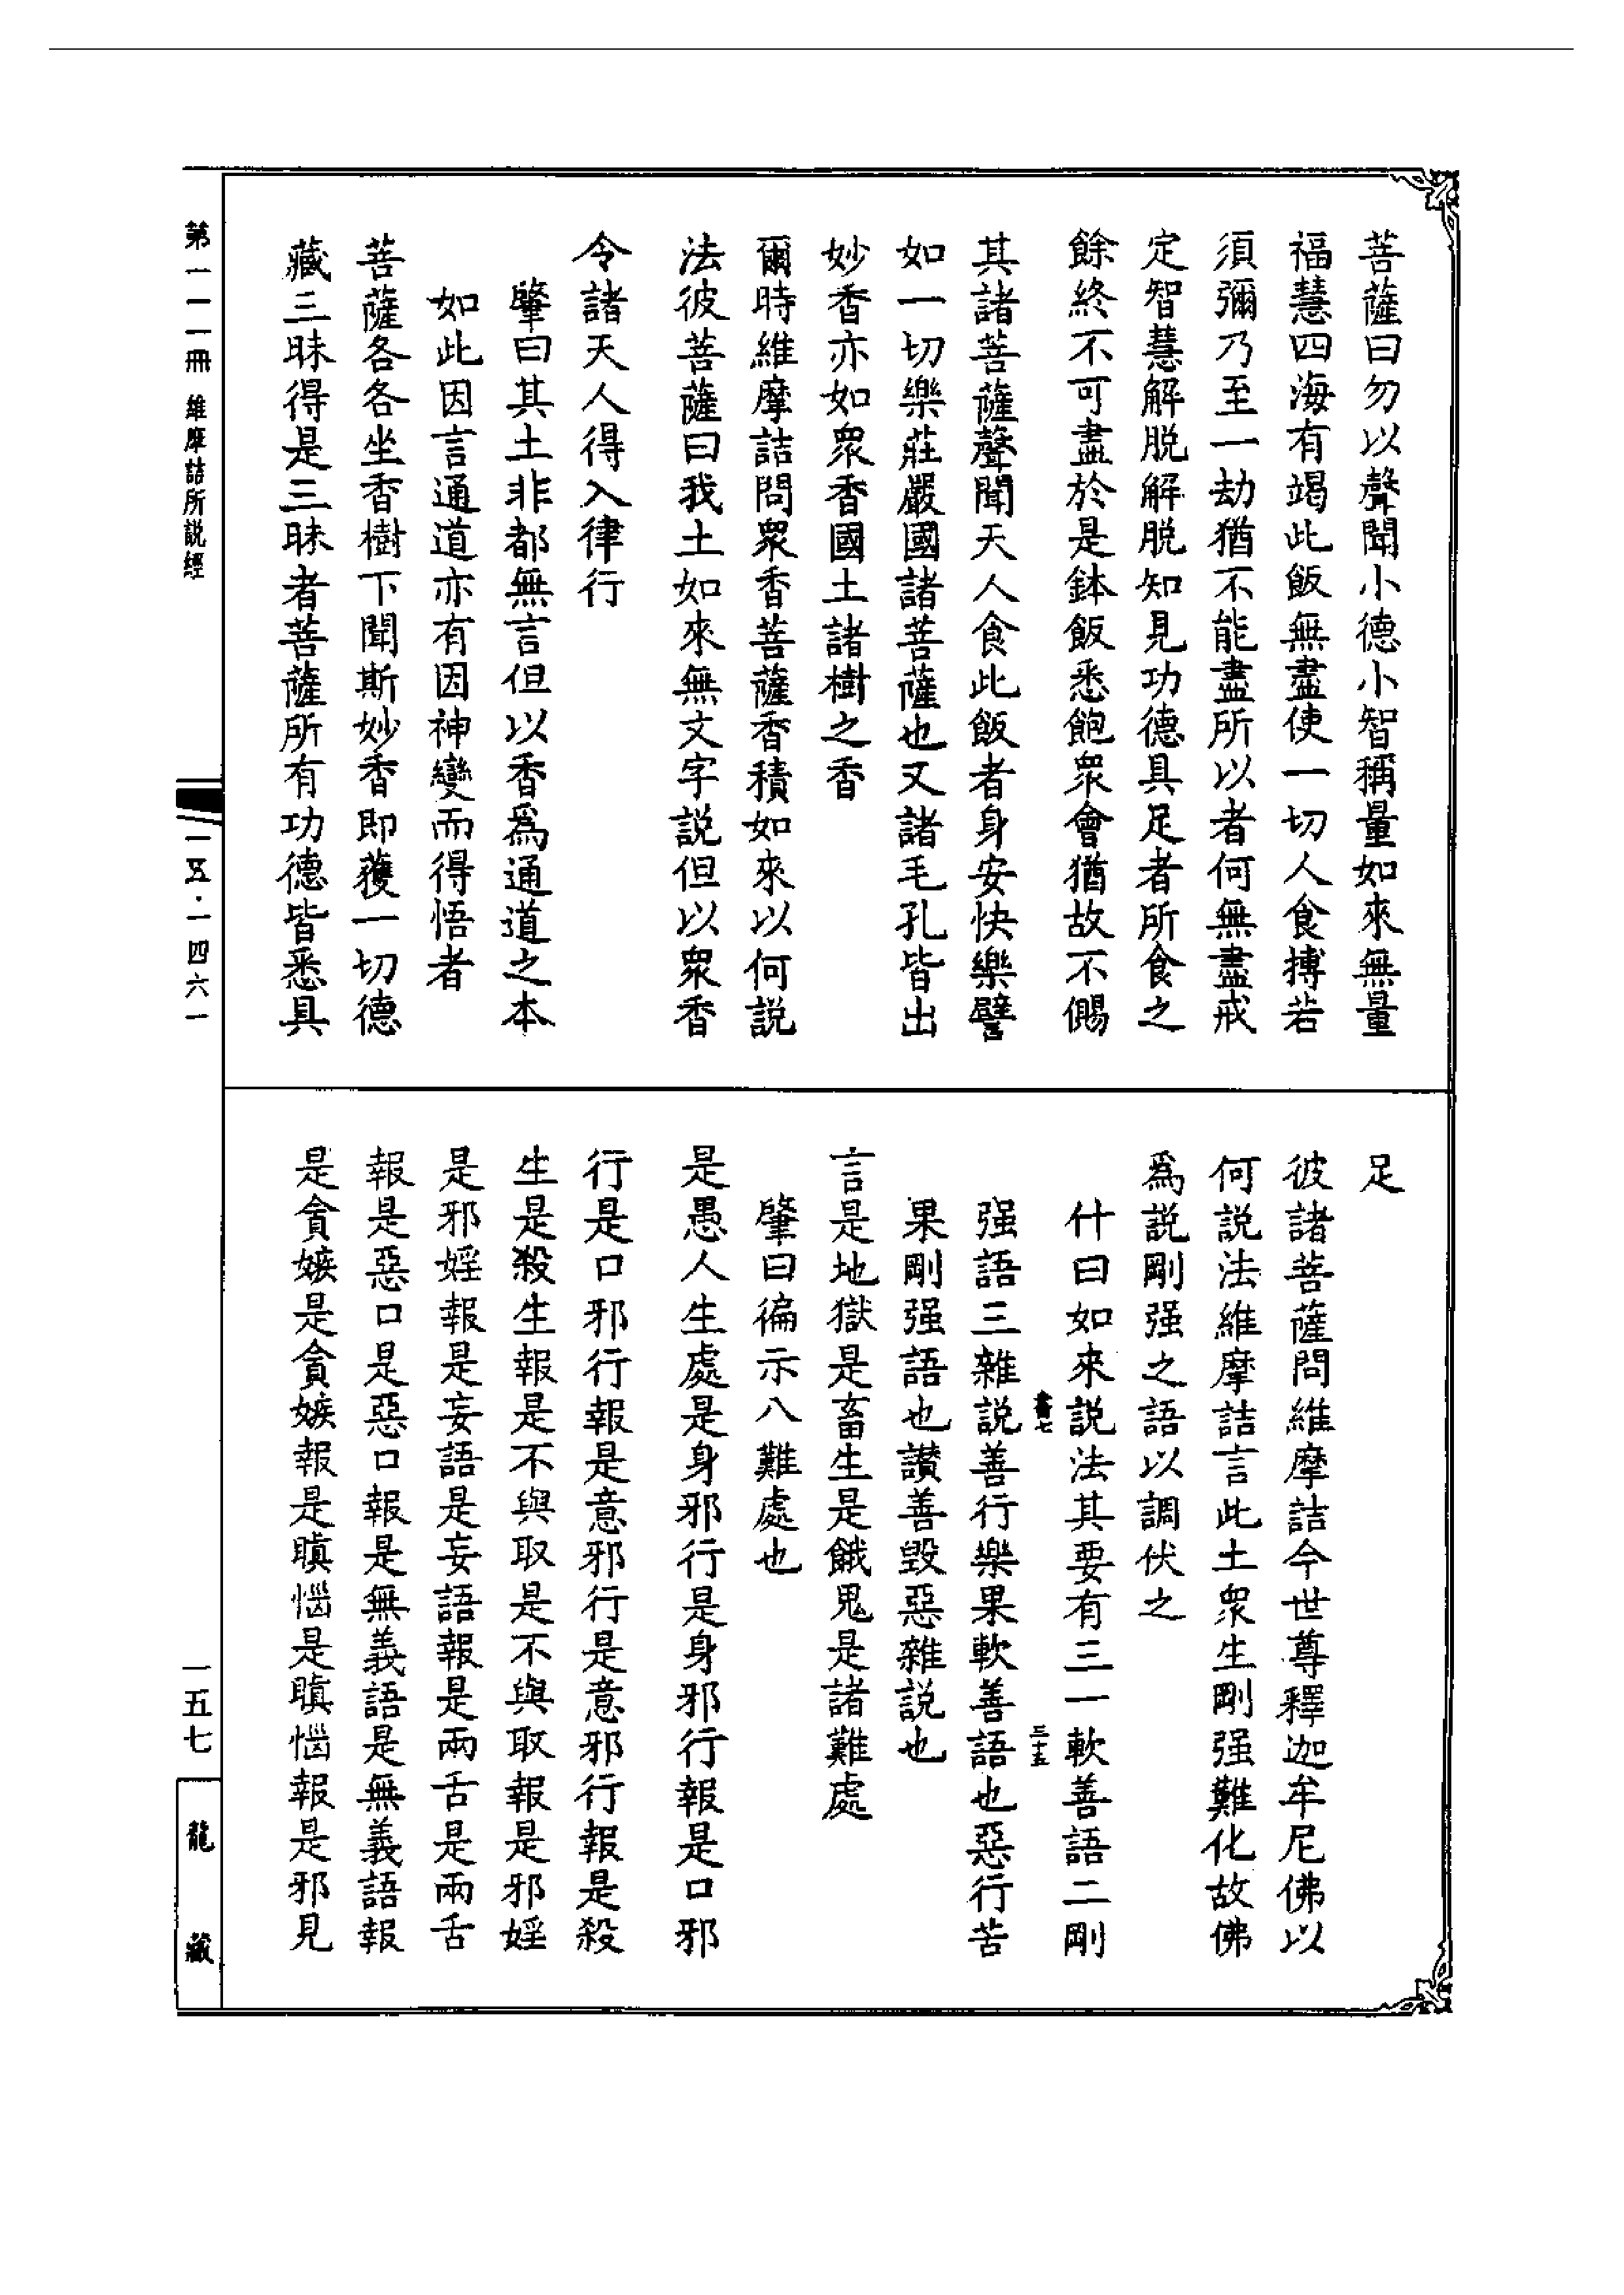 菩薩曰勿以聲聞小德小智稱量如來無量
福慧四海有竭此飯無盡使一切人食摶若
須彌乃至一劫猶不能盡所以者何無盡戒
定智慧解脫解脫知見功德具足者所食之
餘終不可盡於是鉢飯悉飽衆會猶故不儩
其諸菩薩聲聞天人食此飯者身安快樂譬
如一切樂莊嚴國諸菩薩也又諸毛孔皆出
妙香亦如衆香國土諸樹之香
爾時維摩詰問衆香菩薩香積如來以何說
法彼菩薩曰我土如來無文字說但以衆香
令諸天人得入律行
肇曰其土非都無言但以香爲通道之本
如此因言通道亦有因神變而得悟者
菩薩各各坐香樹下聞斯妙香即獲一切德
藏三昧得是三昧者菩薩所有功德皆悉具
足
彼諸菩薩問維摩詰今世尊釋迦牟尼佛以
何說法維摩詰言此土衆生剛强難化故佛
爲說剛强之語以調伏之
什曰如來說法其要有三一軟善語二剛
三十五
强語三雜說善行樂果軟善語也惡行苦
果剛强語也讃善毀惡雜說也
言是地獄是畜生是餓鬼是諸難處
肇曰徧示八難處也
是愚人生處是身邪行是身邪行報是口邪
行是口邪行報是意邪行是意邪行報是殺
生是殺生報是不與取是不與取報是邪婬
是邪婬報是妄語是妄語報是兩舌是兩舌
報是惡口是惡口報是無義語是無義語報
是貪嫉是貪嫉報是瞋惱是瞋惱報是邪見
第一一一冊 維摩詰所説經
一五·一四六一
一五七
龍藏